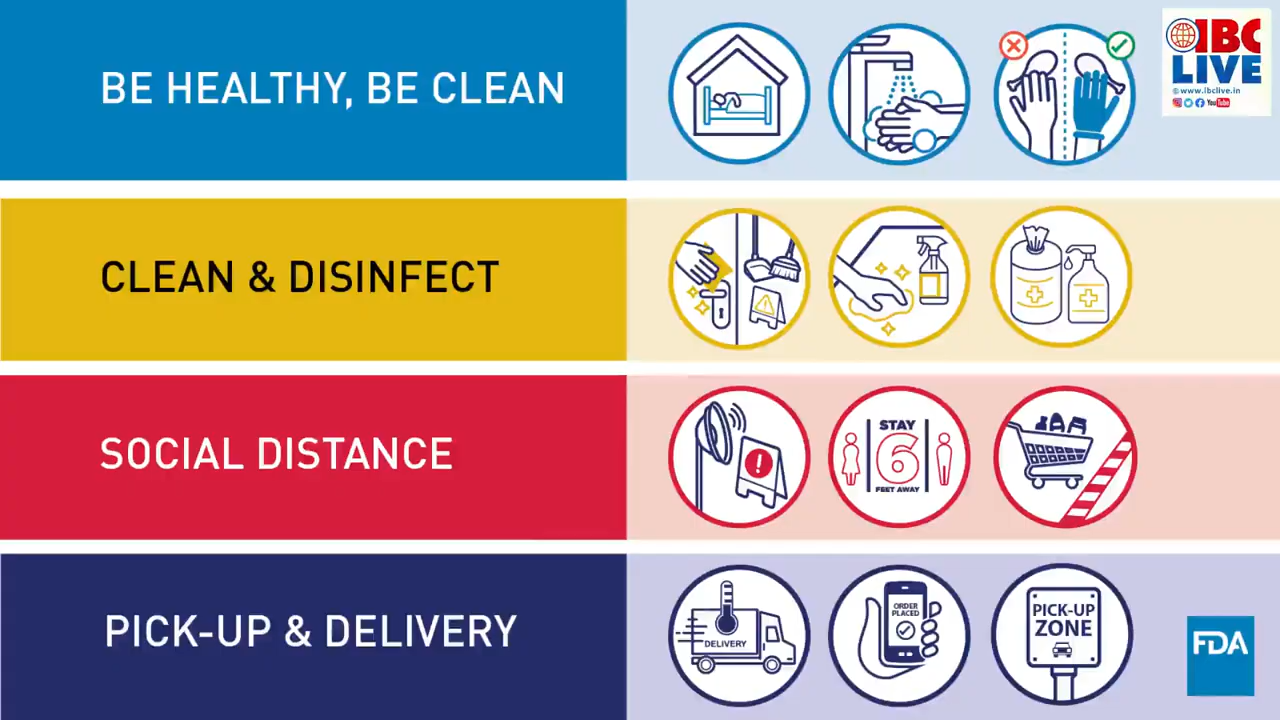 BE HEALTHY, BE CLEAN
IBC
LIVE
©www.ibclive.in
YouTube
CLEAN & DISINFECT
SOCIAL DISTANCE
STAY
6
FEET AWAY
PICK-UP & DELIVERY
DELIVERY
ORDER
PLACED
PICK-UP
ZONE
FDA